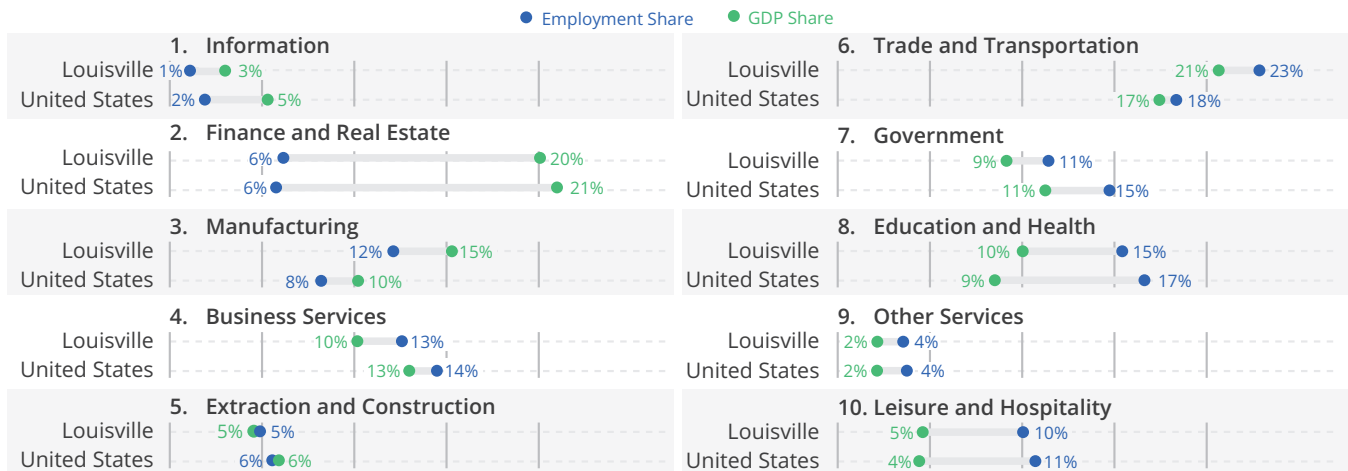 Employment Share GDP Share
1. Information
Louisville 1% 3%
United States 2% 5%
2. Finance and Real Estate
Louisville 6% 20%
United States 6% 21%
3. Manufacturing
Louisville 12% 15%
United States 8% 10%
4. Business Services
Louisville 10% 13%
United States 13% 14%
5. Extraction and Construction
Louisville 5% 5%
United States 6% 6%
6. Trade and Transportation
Louisville 21% 23%
United States 17% 18%
7. Government
Louisville 9% 11%
United States 11% 15%
8. Education and Health
Louisville 10% 15%
United States 9% 17%
9. Other Services
Louisville 2% 4%
United States 2% 4%
10. Leisure and Hospitality
Louisville 5% 10%
United States 4% 11%